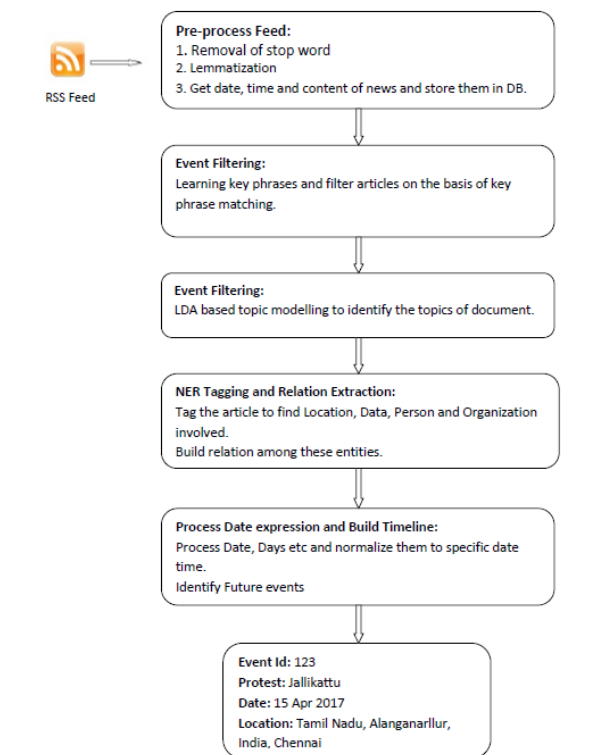 Pre-process Feed:
1. Removal of stop word
2. Lemmatization
3. Get date, time and content of news and store them in DB.
RSS Feed
Event Filtering:
Learning key phrases and filter articles on the basis of key
phrase matching.
Event Filtering:
LDA based topic modelling to identify the topics of document.
NER Tagging and Relation Extraction:
Tag the article to find Location, Data, Person and Organization
involved.
Build relation among these entities.
Process Date expression and Build Timeline:
Process Date, Days etc and normalize them to specific date
time.
Identify Future events
Event Id: 123
Protest: Jallikattu
Date: 15 Apr 2017
Location: Tamil Nadu, Alanganarllur,
India, Chennai